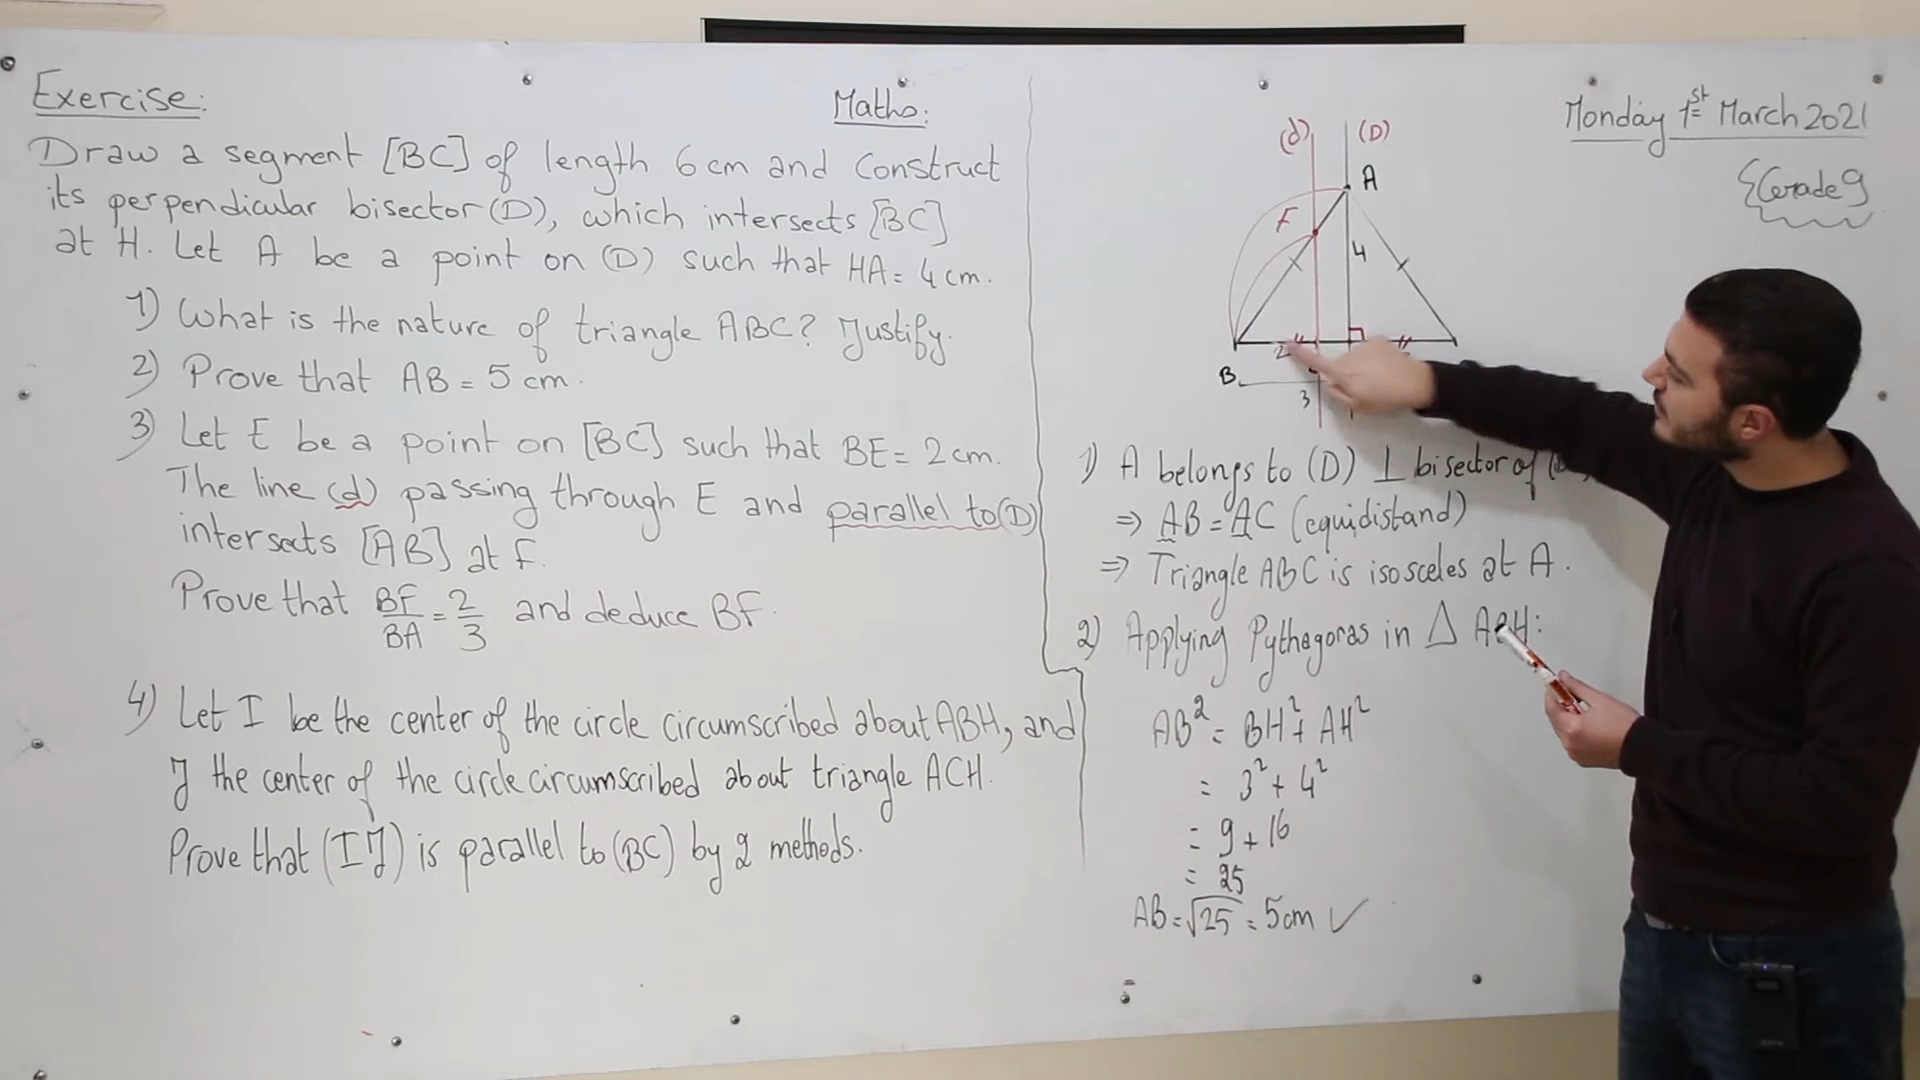 Exercise:
Maths:
Monday 1st March 2021
Grade 9
Draw a segment [BC] of length 6 cm and construct
its perpendicular bisector (D), which intersects [BC]
at H. Let A be a point on (D) such that HA = 4 cm.
1) What is the nature of triangle ABC? Justify.
2) Prove that AB = 5 cm.
3) Let E be a point on [BC] such that BE = 2 cm.
The line (d) passing through E and parallel to (D)
intersects [AB] at F.
Prove that BF/BA = 2/3 and deduce BF.
4) Let I be the center of the circle circumscribed about ABH, and
J the center of the circle circumscribed about triangle ACH.
Prove that (IJ) is parallel to (BC) by 2 methods.
(d) (D)
A
F
4
2
B
3
1) A belongs to (D) ⊥ bisector of
⇒ AB = AC (equidistand)
⇒ Triangle ABC is isosceles at A.
2) Applying Pythagoras in △ ABH:
AB² = BH² + AH²
= 3² + 4²
= 9 + 16
= 25
AB = √25 = 5cm ✓